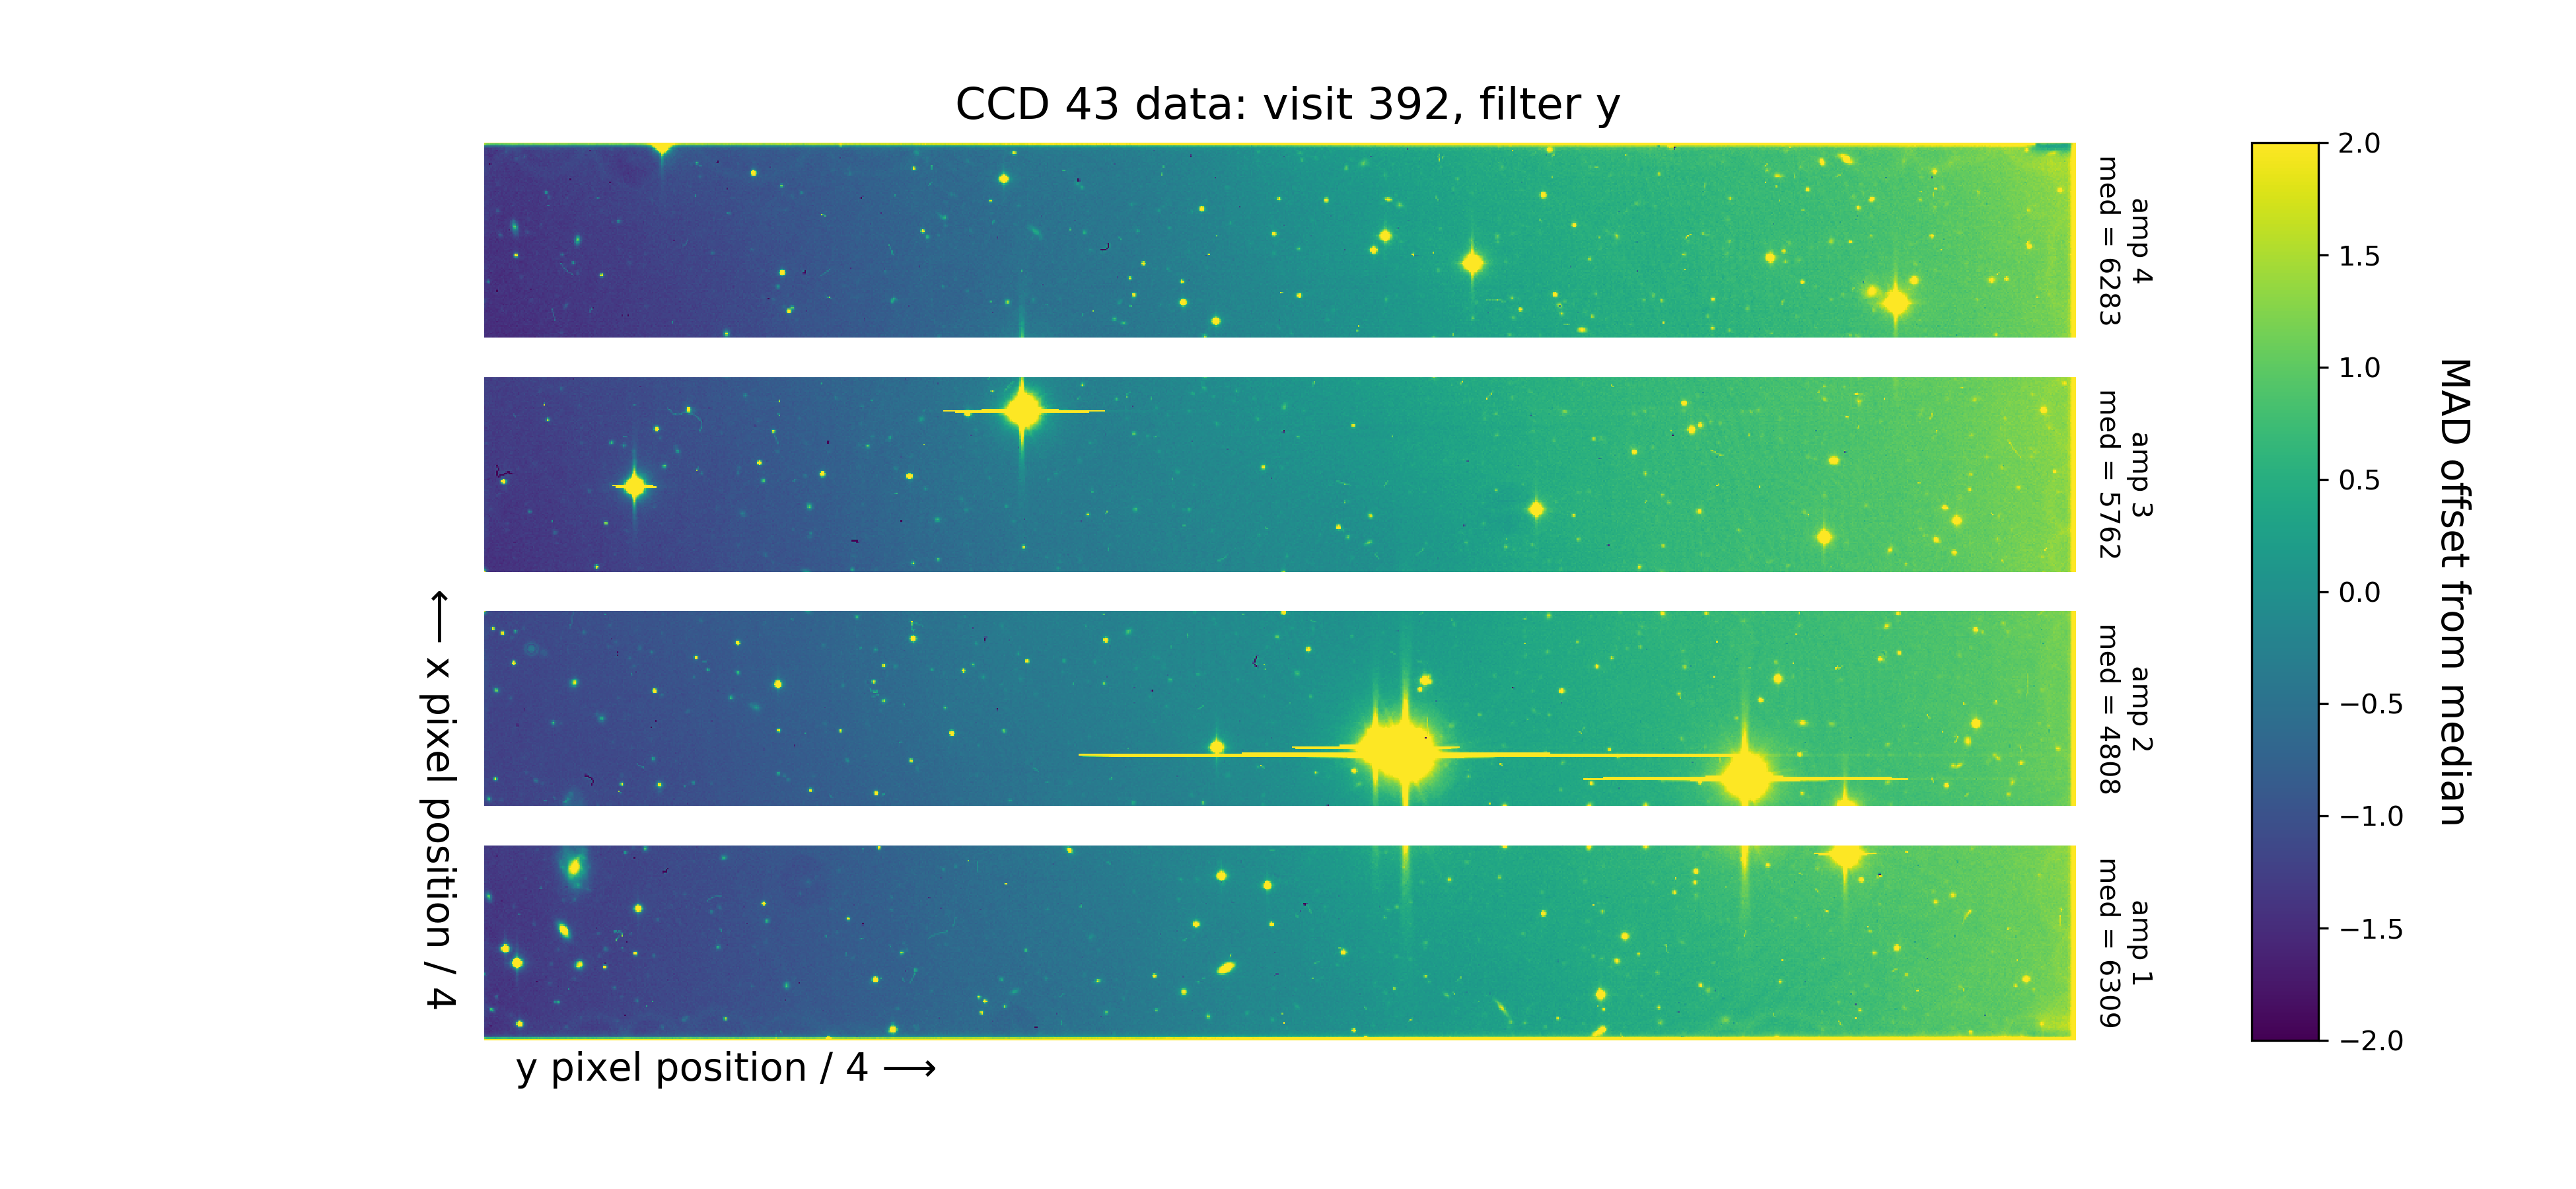 CCD 43 data: visit 392, filter y
amp 4
med = 6283
amp 3
med = 5762
amp 2
med = 4808
amp 1
med = 6309
⟵ x pixel position / 4
y pixel position / 4 ⟶
2.0
1.5
1.0
0.5
0.0
−0.5
−1.0
−1.5
−2.0
MAD offset from median